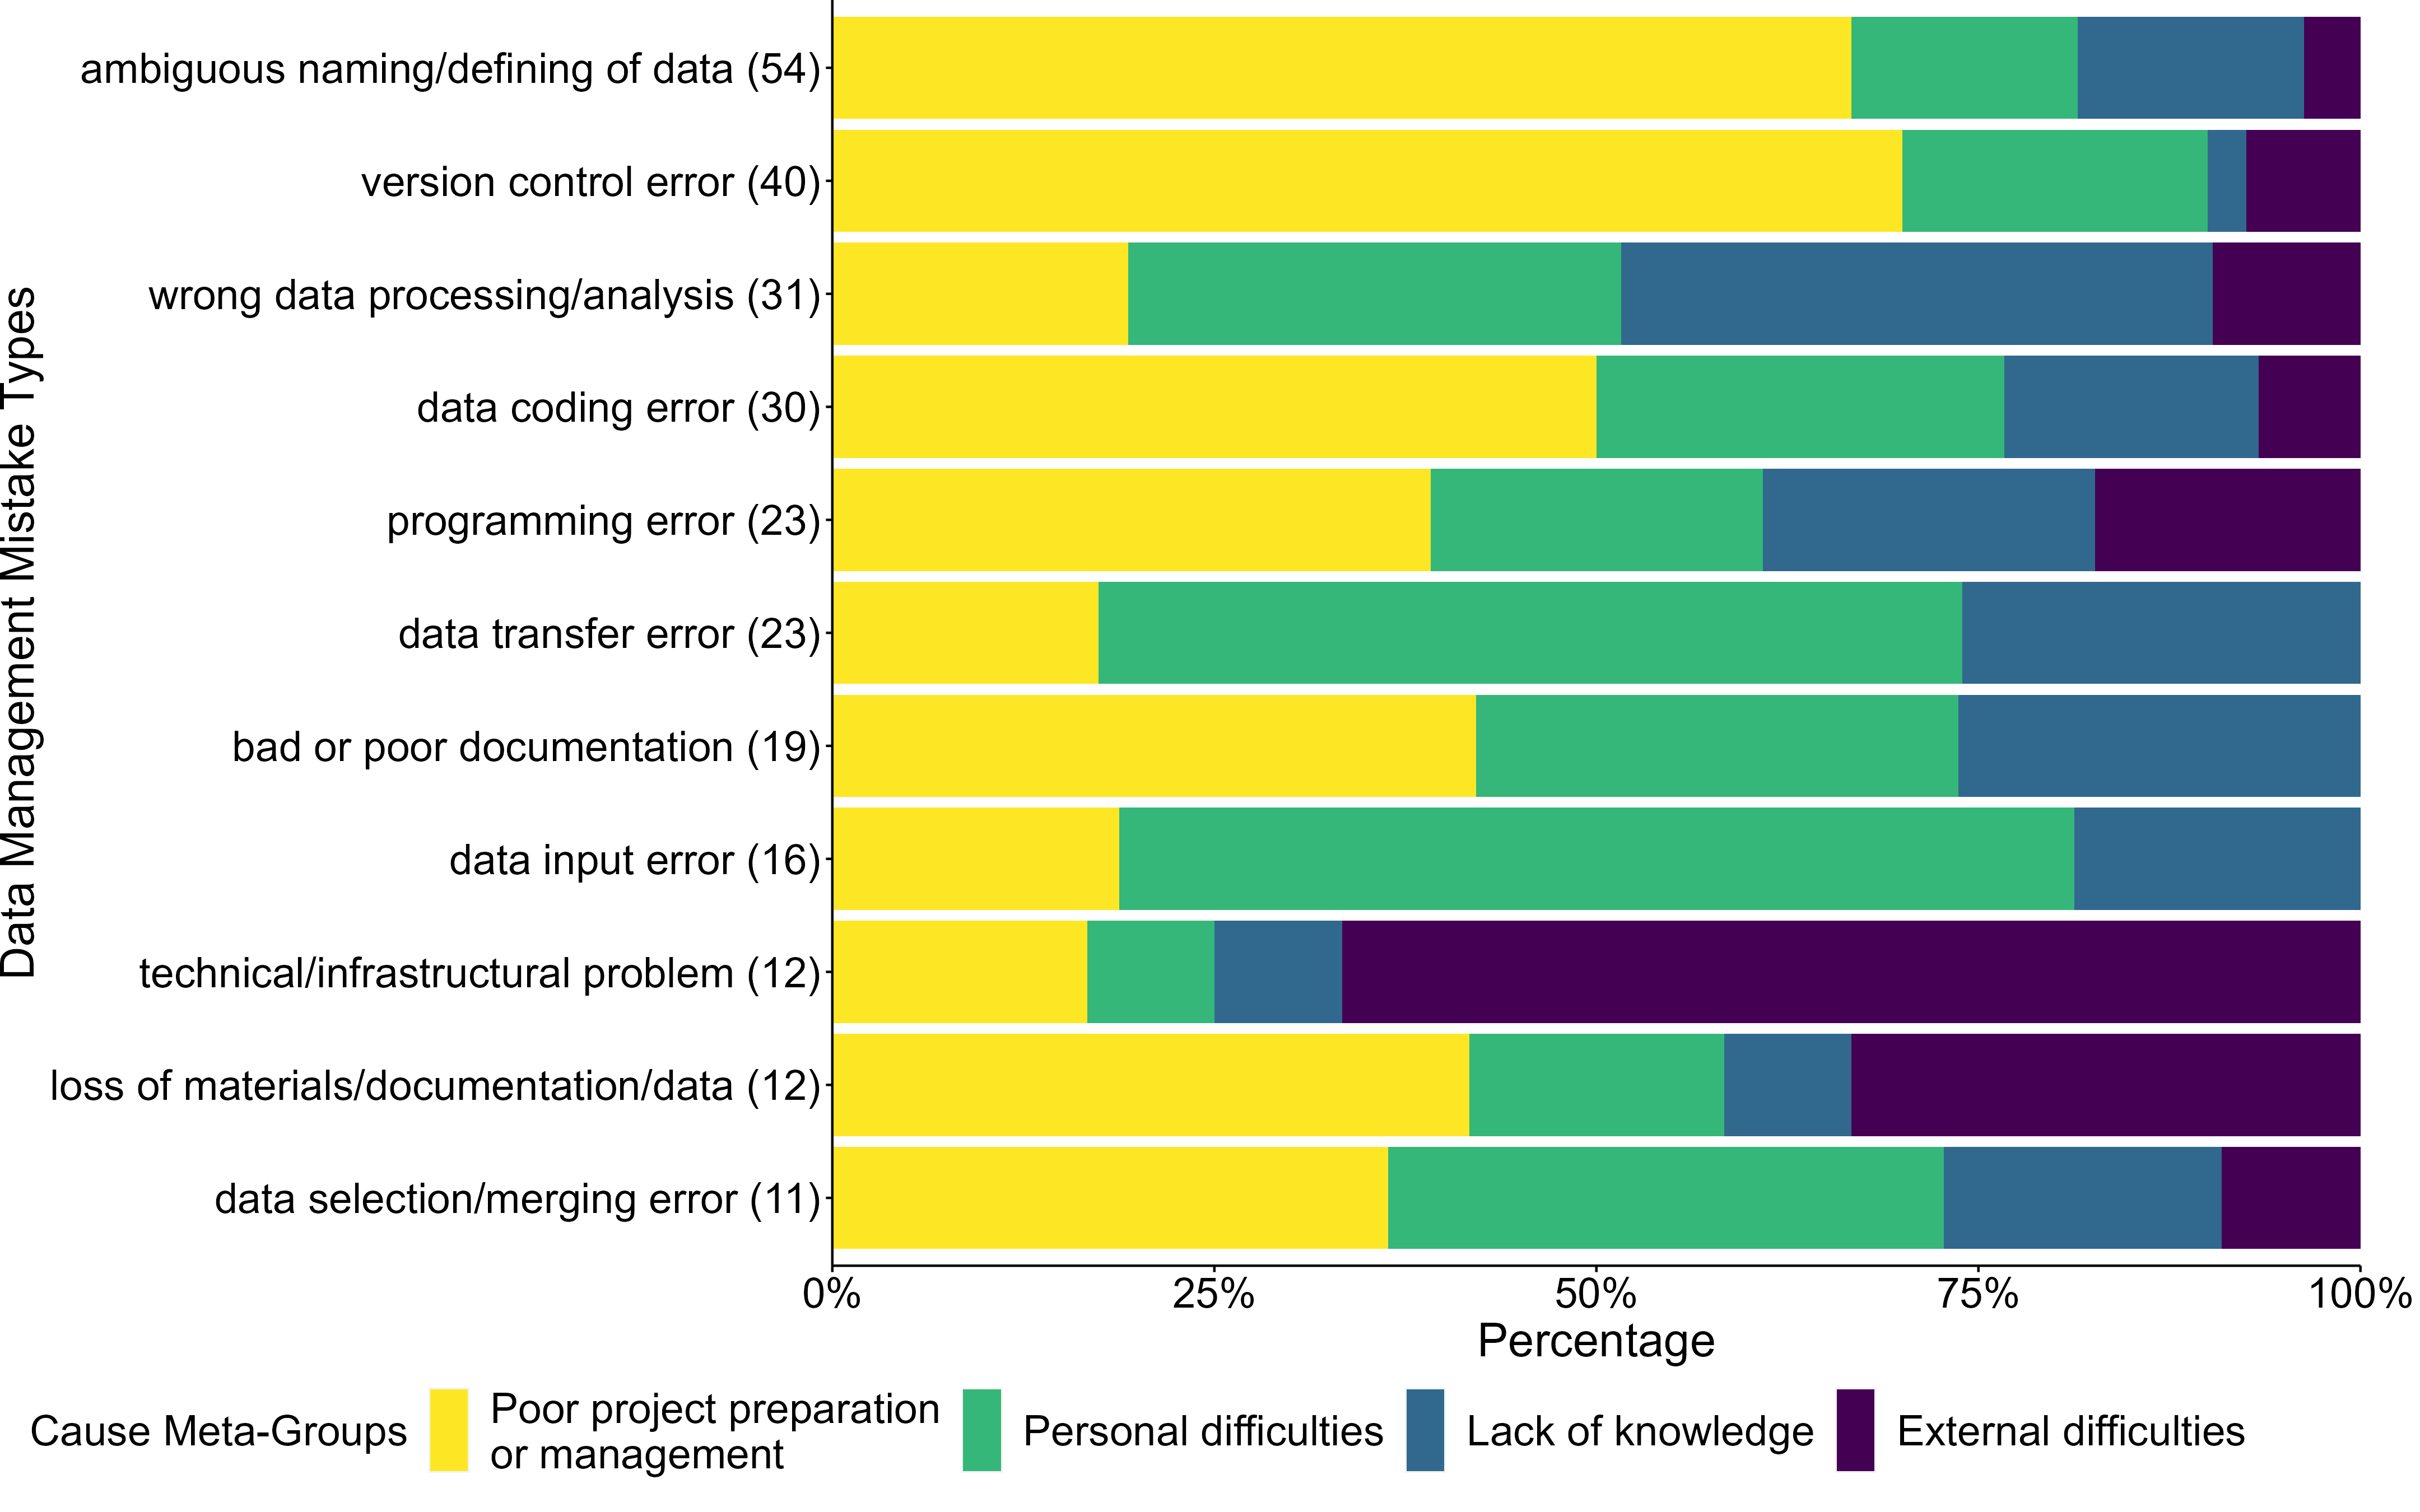 Data Management Mistake Types
ambiguous naming/defining of data (54)
version control error (40)
wrong data processing/analysis (31)
data coding error (30)
programming error (23)
data transfer error (23)
bad or poor documentation (19)
data input error (16)
technical/infrastructural problem (12)
loss of materials/documentation/data (12)
data selection/merging error (11)
0% 25% 50% 75% 100%
Percentage
Cause Meta-Groups
Poor project preparation
or management
Personal difficulties
Lack of knowledge
External difficulties